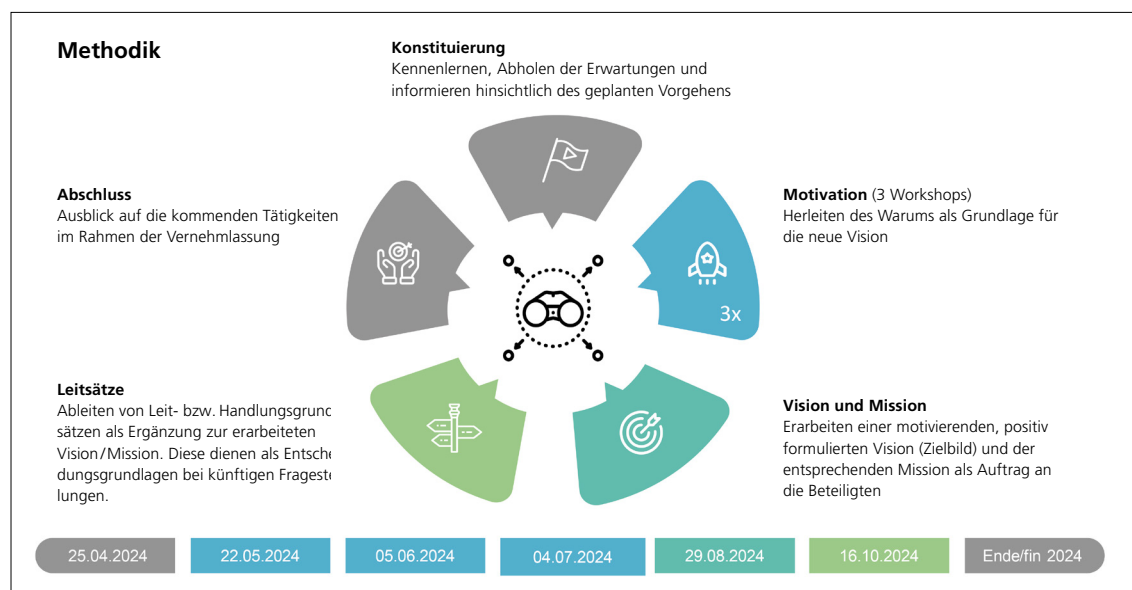 Methodik
Konstituierung
Kennenlernen, Abholen der Erwartungen und
informieren hinsichtlich des geplanten Vorgehens
Motivation (3 Workshops)
Herleiten des Warums als Grundlage für
die neue Vision
3x
Vision und Mission
Erarbeiten einer motivierenden, positiv
formulierten Vision (Zielbild) und der
entsprechenden Mission als Auftrag an
die Beteiligten
Leitsätze
Ableiten von Leit- bzw. Handlungsgrund
sätzen als Ergänzung zur erarbeiteten
Vision/Mission. Diese dienen als Entsche
dungsgrundlagen bei künftigen Frageste
lungen.
Abschluss
Ausblick auf die kommenden Tätigkeiten
im Rahmen der Vernehmlassung
25.04.2024
22.05.2024
05.06.2024
04.07.2024
29.08.2024
16.10.2024
Ende/fin 2024